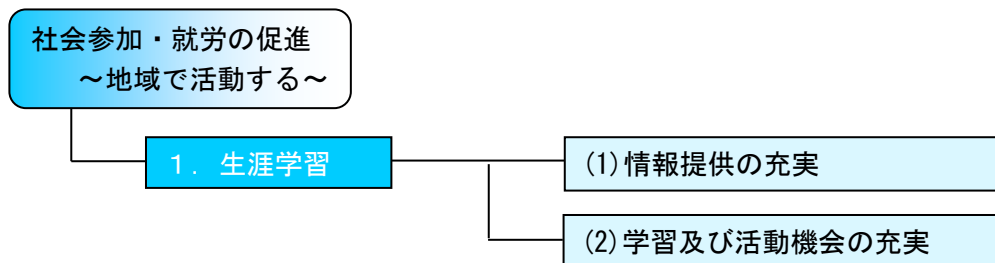 社会参加・就労の促進
～地域で活動する～
１．生涯学習
(1)情報提供の充実
(2)学習及び活動機会の充実